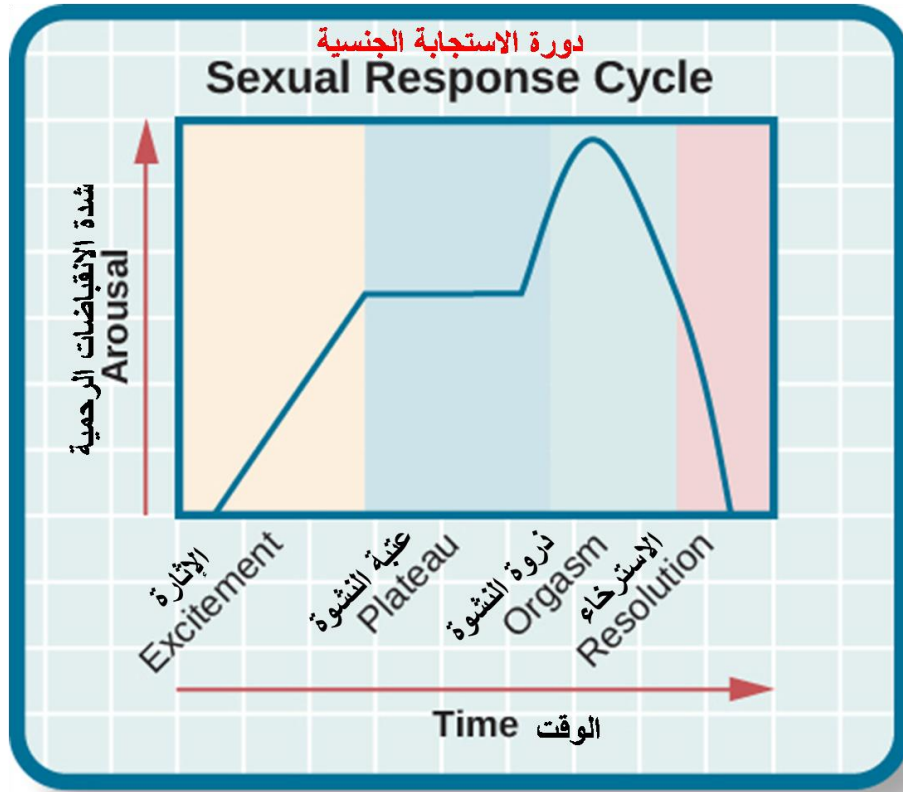 دورة الاستجابة الجنسية
Sexual Response Cycle
شدة الانقباضات الرحمية
Arousal
الإثارة
Excitement
عتبة النشوة
Plateau
ذروة النشوة
Orgasm
الاسترخاء
Resolution
Time الوقت